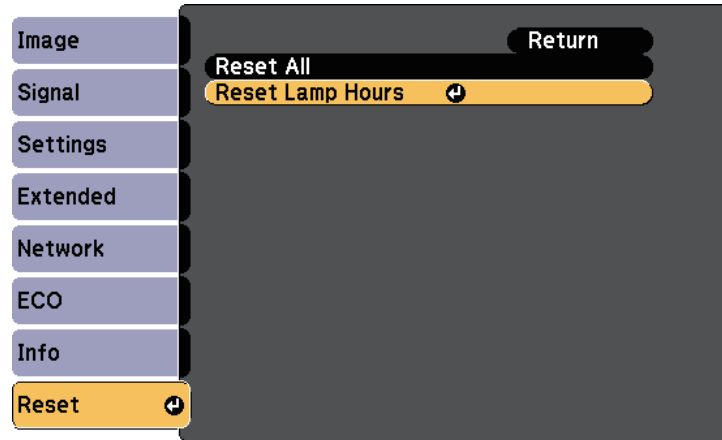 Image
Signal
Settings
Extended
Network
ECO
Info
Reset
Return
Reset All
Reset Lamp Hours